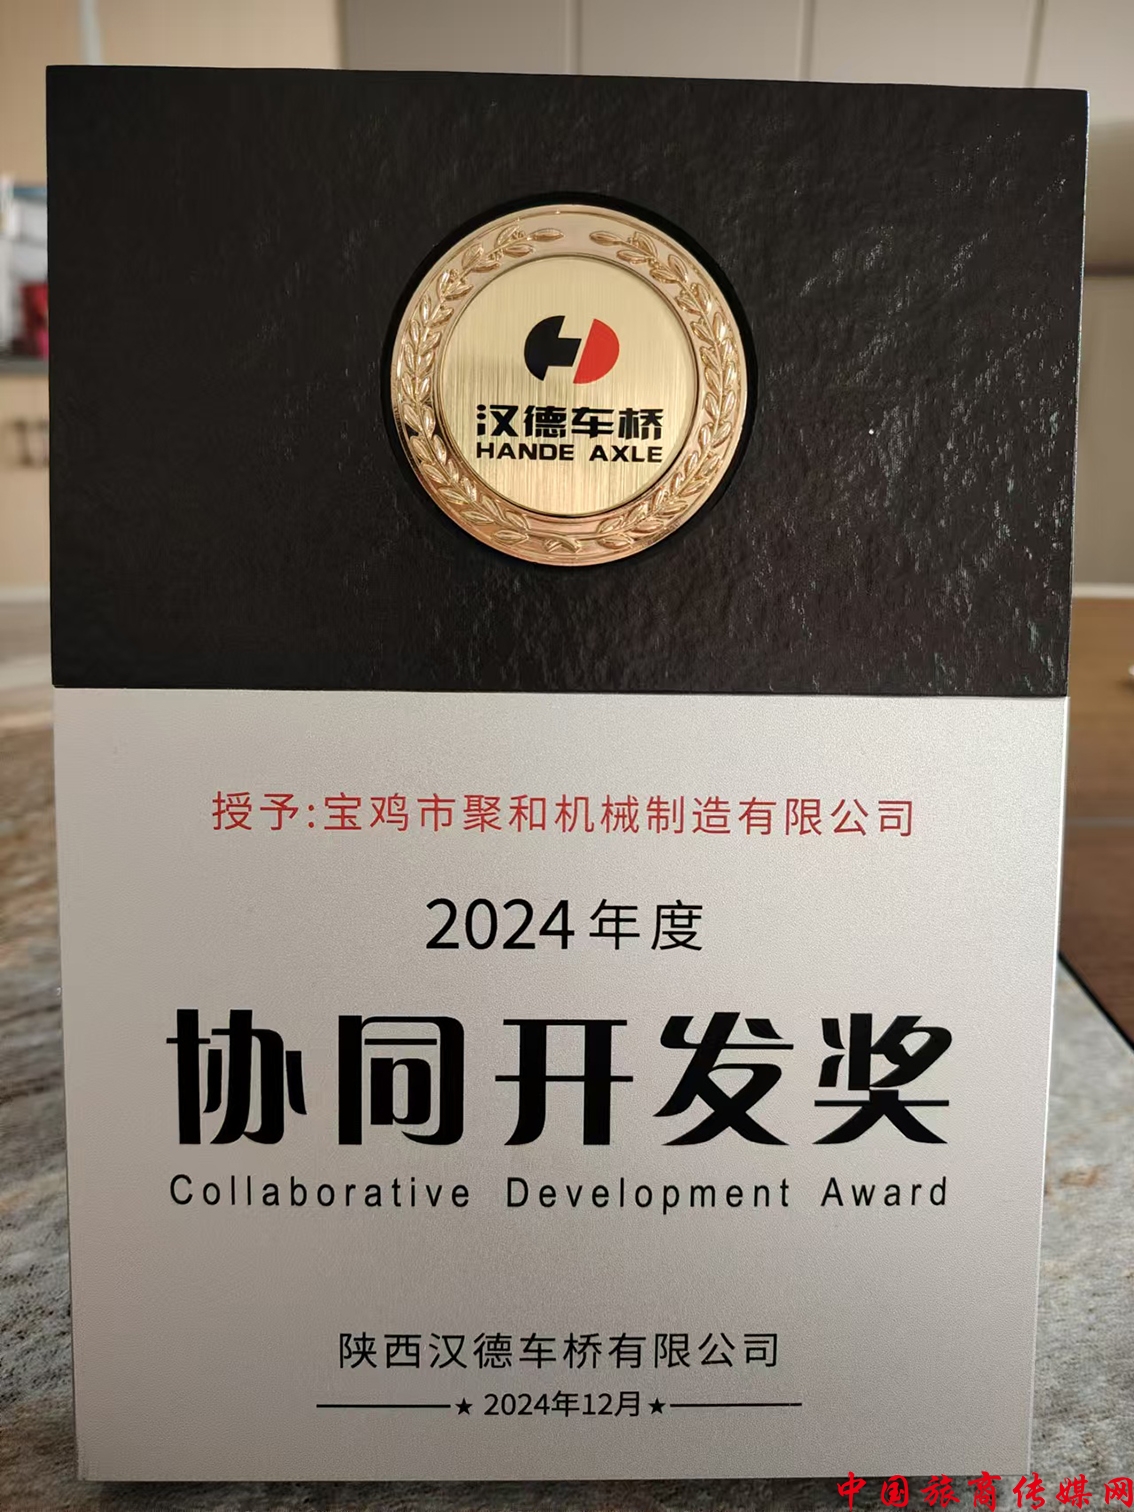 汉德车桥
HANDE AXLE
授予:宝鸡市聚和机械制造有限公司
2024年度
协同开发奖
Collaborative Development Award
陕西汉德车桥有限公司
★ 2024年12月 ★
中国旅商传媒网